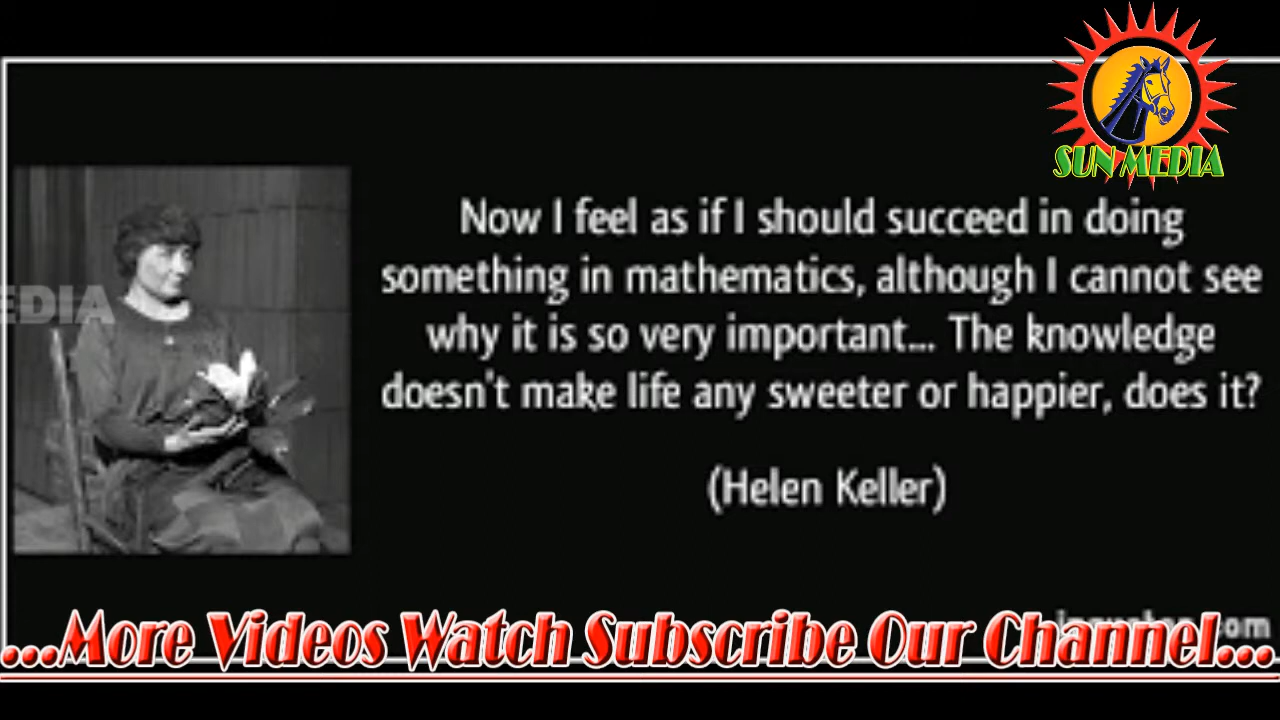 SUN MEDIA
Now I feel as if I should succeed in doing
something in mathematics, although I cannot see
why it is so very important... The knowledge
doesn't make life any sweeter or happier, does it?
EDIA
(Helen Keller)
com
...More Videos Watch Subscribe Our Channel...